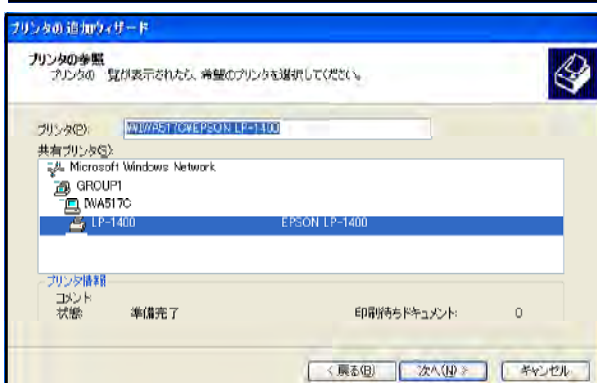 プリンタの追加ウィザード
プリンタの参照
プリンタの一覧が表示されたら、希望のプリンタを選択してください。
プリンタ(P):
共有プリンタ(S):
Microsoft Windows Network
GROUP1
IWA517C
LP-1400 EPSON LP-1400
プリンタ情報
コメント
状態: 準備完了 印刷待ちドキュメント: 0
< 戻る(B) 次へ(N) > キャンセル